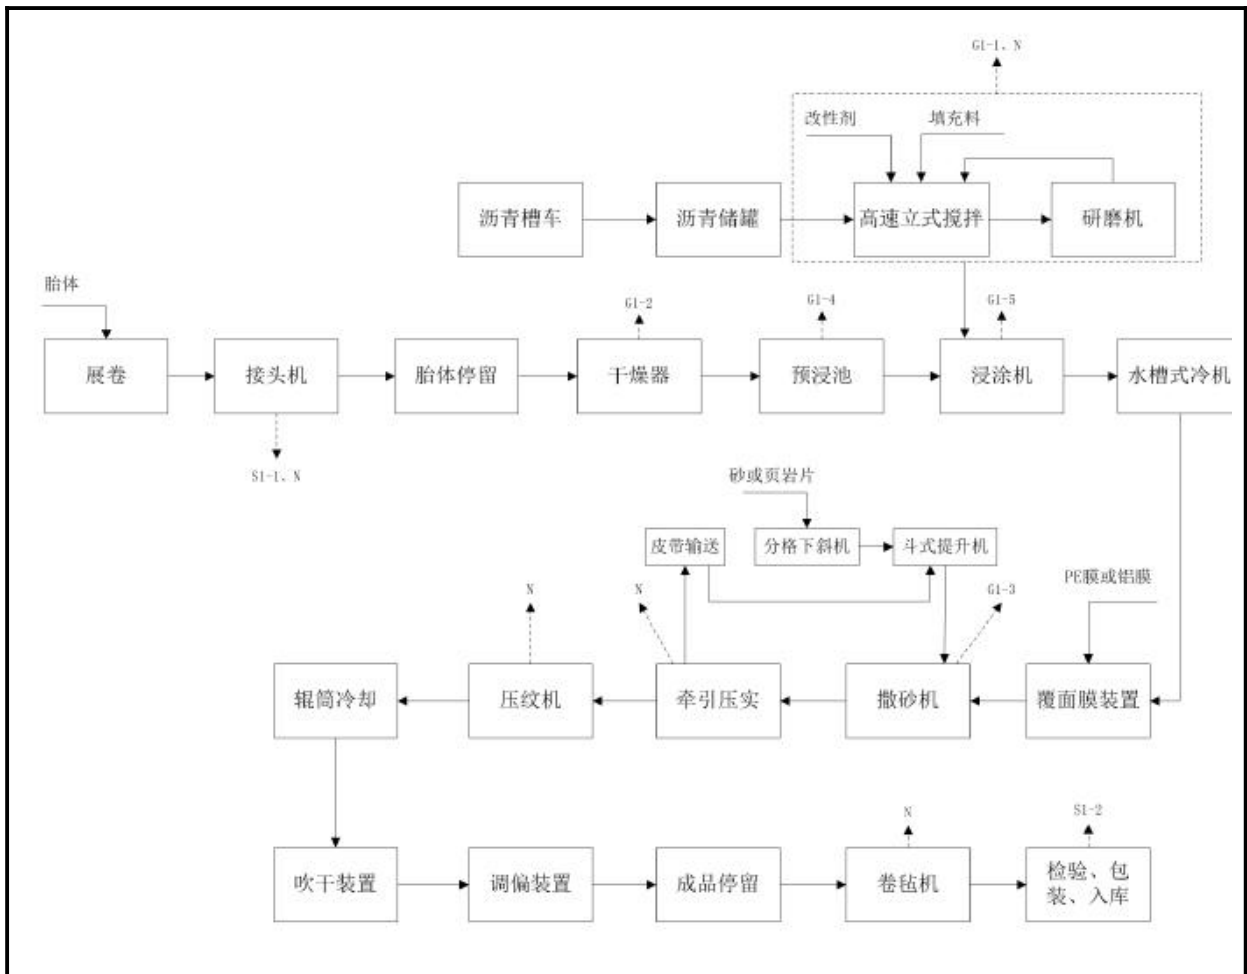 G1-1、N
改性剂
填充料
沥青槽车
沥青储罐
高速立式搅拌
研磨机
胎体
G1-2
G1-4
G1-5
展卷
接头机
胎体停留
干燥器
预浸池
浸涂机
水槽式冷机
S1-1、N
砂或页岩片
皮带输送
分格下斜机
斗式提升机
N
N
G1-3
PE膜或铝膜
辊筒冷却
压纹机
牵引压实
撒砂机
覆面膜装置
N
S1-2
吹干装置
调偏装置
成品停留
卷毡机
检验、包
装、入库